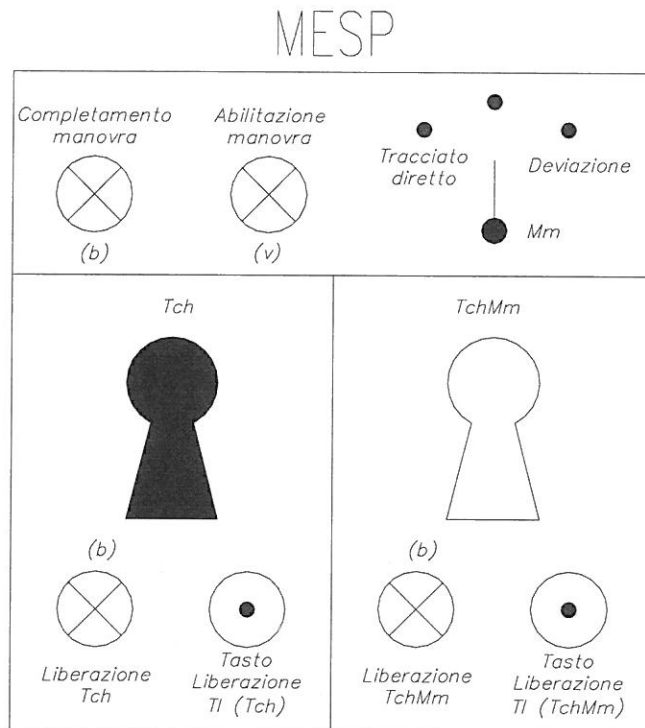 MESP
Completamento
manovra
(b)
Abilitazione
manovra
(v)
Tracciato
diretto
Deviazione
Mm
Tch
(b)
Liberazione
Tch
Tasto
Liberazione
Tl (Tch)
TchMm
(b)
Liberazione
TchMm
Tasto
Liberazione
Tl (TchMm)